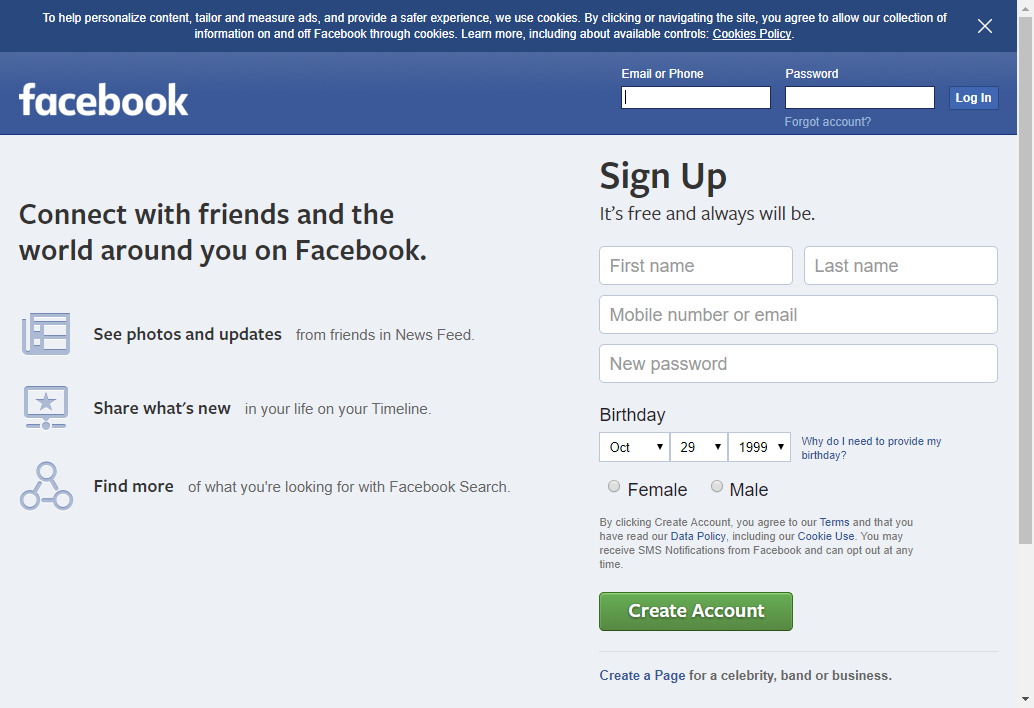 To help personalize content, tailor and measure ads, and provide a safer experience, we use cookies. By clicking or navigating the site, you agree to allow our collection of
information on and off Facebook through cookies. Learn more, including about available controls: Cookies Policy.
facebook
Email or Phone
Password
Log In
Forgot account?
Connect with friends and the
world around you on Facebook.
See photos and updates from friends in News Feed.
Share what's new in your life on your Timeline.
Find more of what you're looking for with Facebook Search.
Sign Up
It's free and always will be.
First name
Last name
Mobile number or email
New password
Birthday
Oct 29 1999
Why do I need to provide my
birthday?
Female Male
By clicking Create Account, you agree to our Terms and that you
have read our Data Policy, including our Cookie Use. You may
receive SMS Notifications from Facebook and can opt out at any
time.
Create Account
Create a Page for a celebrity, band or business.